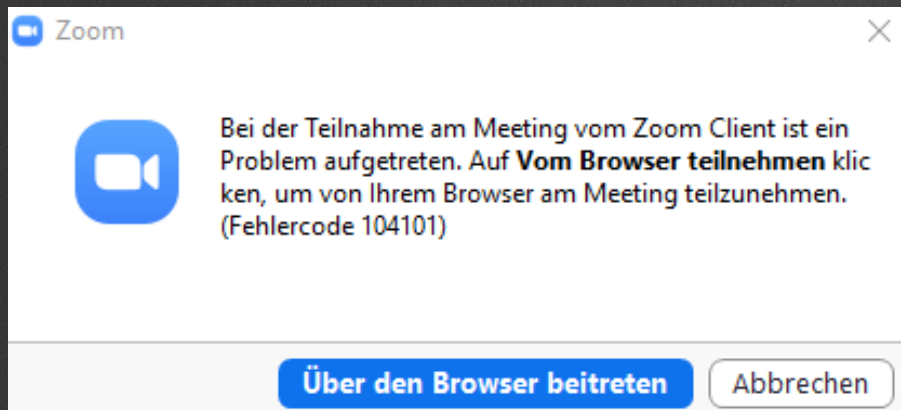 Zoom
Bei der Teilnahme am Meeting vom Zoom Client ist ein
Problem aufgetreten. Auf Vom Browser teilnehmen klic
ken, um von Ihrem Browser am Meeting teilzunehmen.
(Fehlercode 104101)
Über den Browser beitreten
Abbrechen